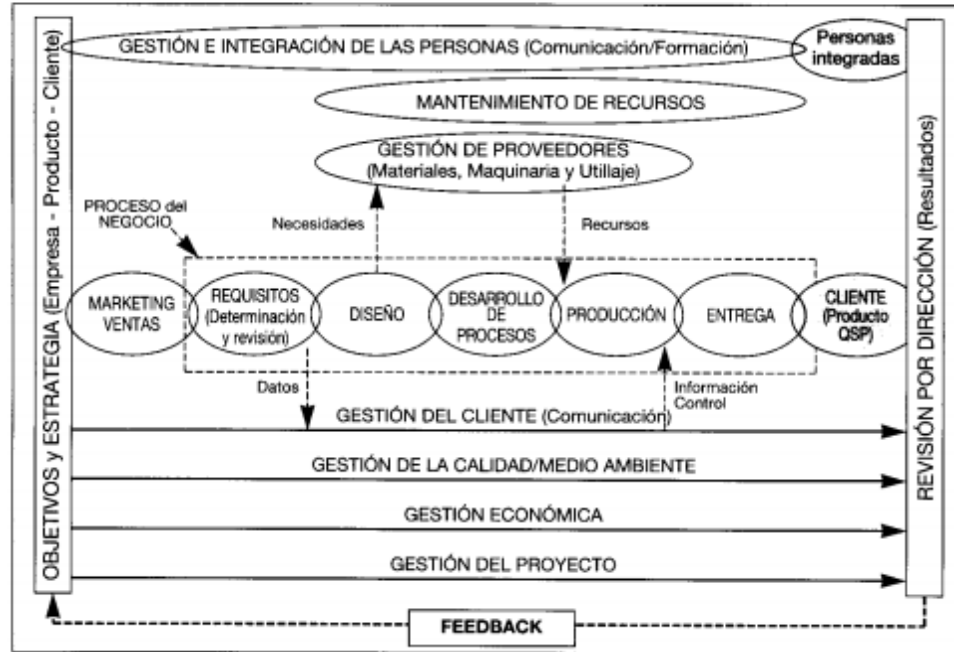 GESTIÓN E INTEGRACIÓN DE LAS PERSONAS (Comunicación/Formación)
Personas
integradas
MANTENIMIENTO DE RECURSOS
GESTIÓN DE PROVEEDORES
(Materiales, Maquinaria y Utillaje)
PROCESO del
NEGOCIO
Necesidades
Recursos
OBJETIVOS y ESTRATEGIA (Empresa - Producto - Cliente)
MARKETING
VENTAS
REQUISITOS
(Determinación
y revisión)
DISEÑO
DESARROLLO
DE
PROCESOS
PRODUCCIÓN
ENTREGA
CLIENTE
(Producto
QSP)
REVISIÓN POR DIRECCIÓN (Resultados)
Datos
Información
Control
GESTIÓN DEL CLIENTE (Comunicación)
GESTIÓN DE LA CALIDAD/MEDIO AMBIENTE
GESTIÓN ECONÓMICA
GESTIÓN DEL PROYECTO
FEEDBACK